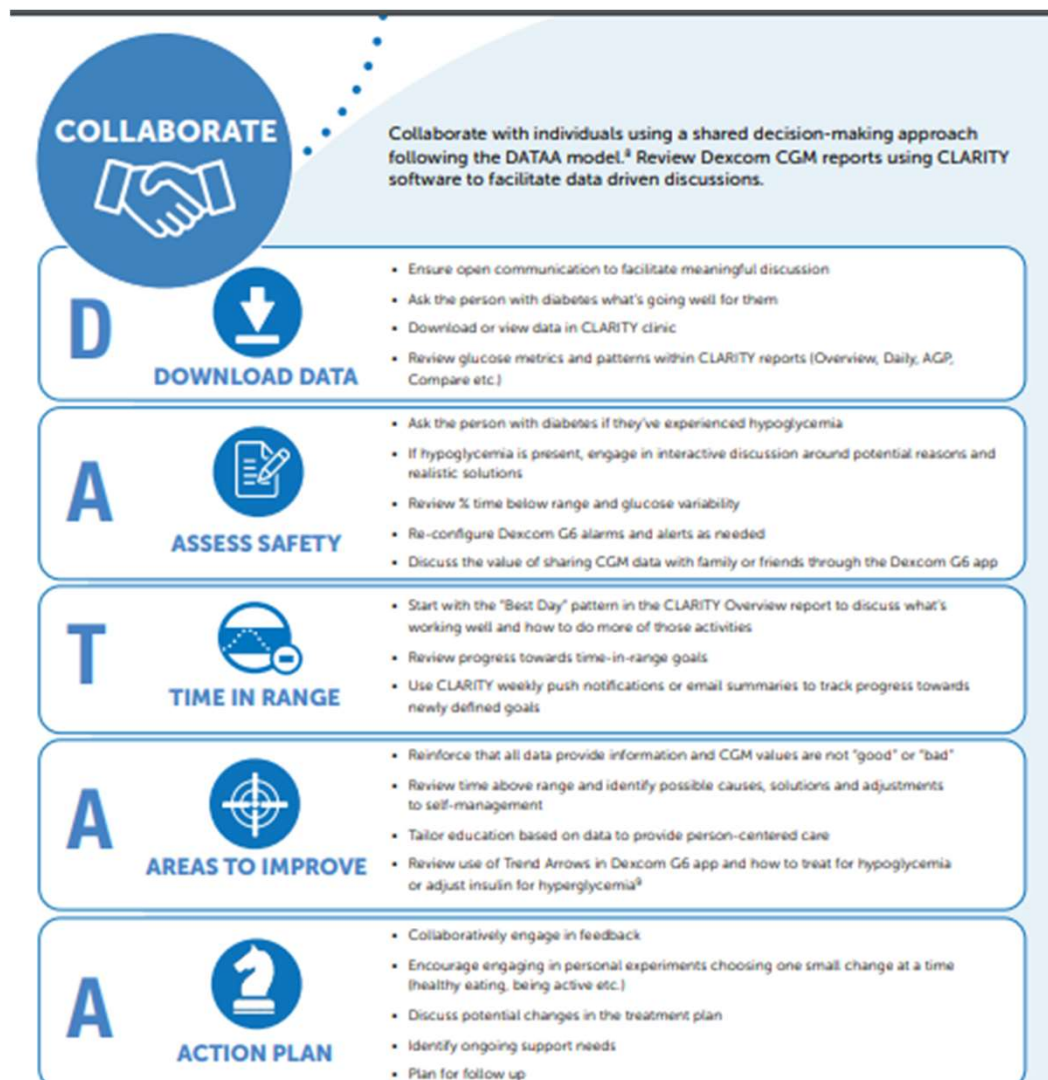 COLLABORATE
Collaborate with individuals using a shared decision-making approach
following the DATAA model.⁸ Review Dexcom CGM reports using CLARITY
software to facilitate data driven discussions.
D
DOWNLOAD DATA
• Ensure open communication to facilitate meaningful discussion
• Ask the person with diabetes what's going well for them
• Download or view data in CLARITY clinic
• Review glucose metrics and patterns within CLARITY reports (Overview, Daily, AGP,
Compare etc.)
A
ASSESS SAFETY
• Ask the person with diabetes if they've experienced hypoglycemia
• If hypoglycemia is present, engage in interactive discussion around potential reasons and
realistic solutions
• Review % time below range and glucose variability
• Re-configure Dexcom G6 alarms and alerts as needed
• Discuss the value of sharing CGM data with family or friends through the Dexcom G6 app
T
TIME IN RANGE
• Start with the "Best Day" pattern in the CLARITY Overview report to discuss what's
working well and how to do more of those activities
• Review progress towards time-in-range goals
• Use CLARITY weekly push notifications or email summaries to track progress towards
newly defined goals
A
AREAS TO IMPROVE
• Reinforce that all data provide information and CGM values are not "good" or "bad"
• Review time above range and identify possible causes, solutions and adjustments
to self-management
• Tailor education based on data to provide person-centered care
• Review use of Trend Arrows in Dexcom G6 app and how to treat for hypoglycemia
or adjust insulin for hyperglycemia⁹
A
ACTION PLAN
• Collaboratively engage in feedback
• Encourage engaging in personal experiments choosing one small change at a time
(healthy eating, being active etc.)
• Discuss potential changes in the treatment plan
• Identify ongoing support needs
• Plan for follow up